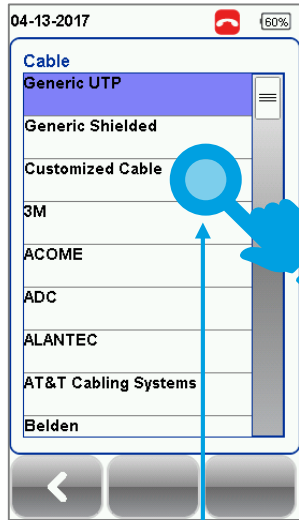 04-13-2017
60%
Cable
Generic UTP
Generic Shielded
Customized Cable
3M
ACOME
ADC
ALANTEC
AT&T Cabling Systems
Belden